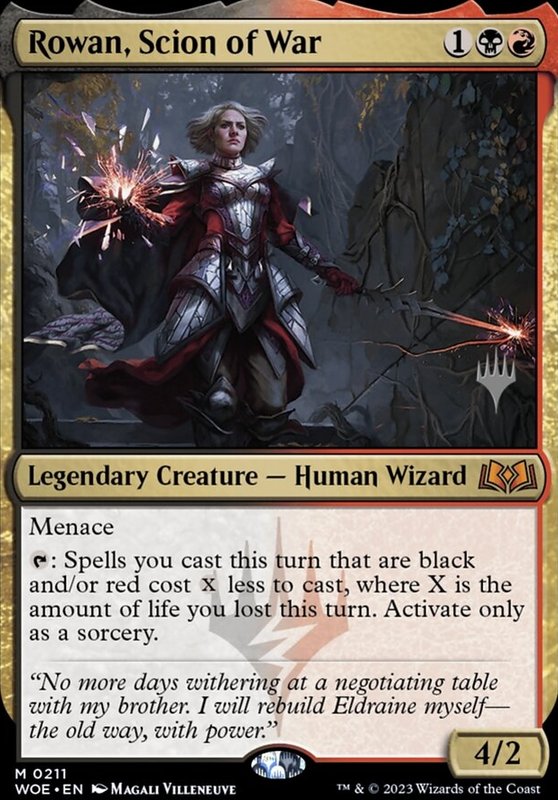 Rowan, Scion of War 1
Legendary Creature — Human Wizard
Menace
: Spells you cast this turn that are black
and/or red cost X less to cast, where X is the
amount of life you lost this turn. Activate only
as a sorcery.
“No more days withering at a negotiating table
with my brother. I will rebuild Eldraine myself—
the old way, with power.”
4/2
M 0211
WOE • EN Magali Villeneuve
™ & © 2023 Wizards of the Coast